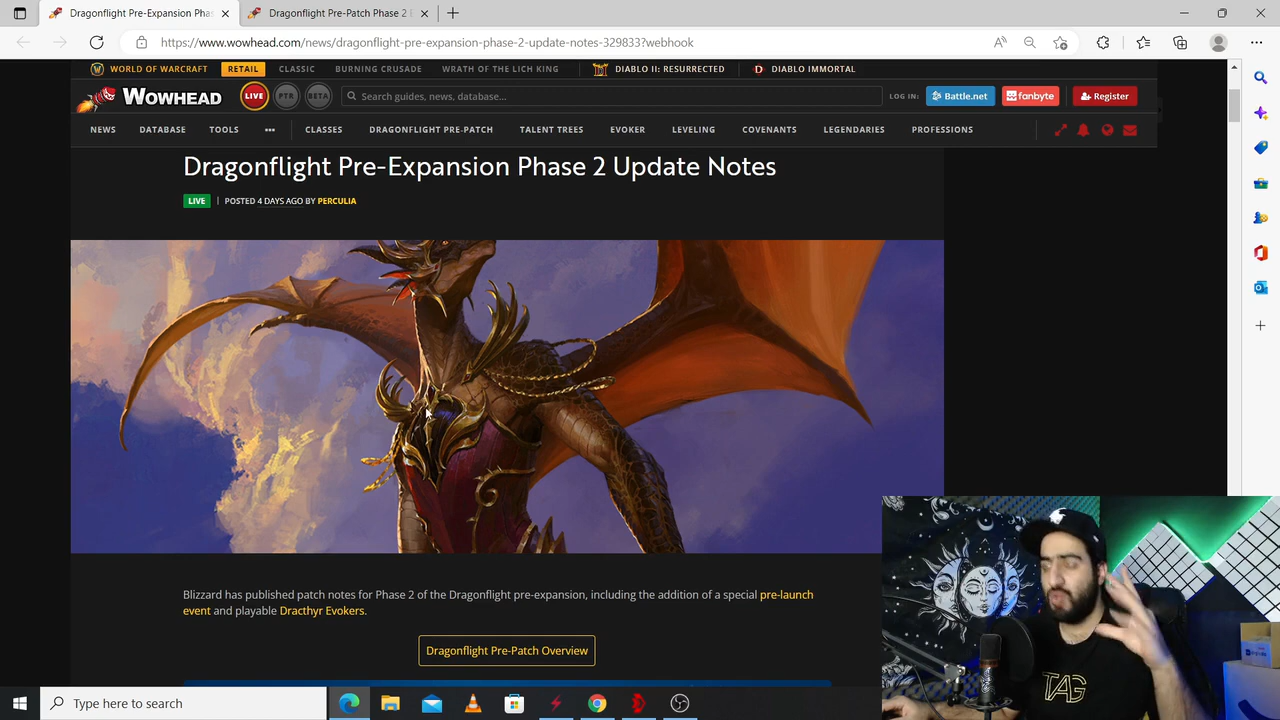 Dragonflight Pre-Expansion Phas
Dragonflight Pre-Patch Phase 2 E
https://www.wowhead.com/news/dragonflight-pre-expansion-phase-2-update-notes-329833?webhook
WORLD OF WARCRAFT RETAIL CLASSIC BURNING CRUSADE WRATH OF THE LICH KING DIABLO II: RESURRECTED DIABLO IMMORTAL
WOWHEAD LIVE PTR BETA Search guides, news, database... LOG IN: Battle.net fanbyte Register
NEWS DATABASE TOOLS ••• CLASSES DRAGONFLIGHT PRE-PATCH TALENT TREES EVOKER LEVELING COVENANTS LEGENDARIES PROFESSIONS
Dragonflight Pre-Expansion Phase 2 Update Notes
LIVE | POSTED 4 DAYS AGO BY PERCULIA
Blizzard has published patch notes for Phase 2 of the Dragonflight pre-expansion, including the addition of a special pre-launch
event and playable Dracthyr Evokers.
Dragonflight Pre-Patch Overview
TAG
Type here to search